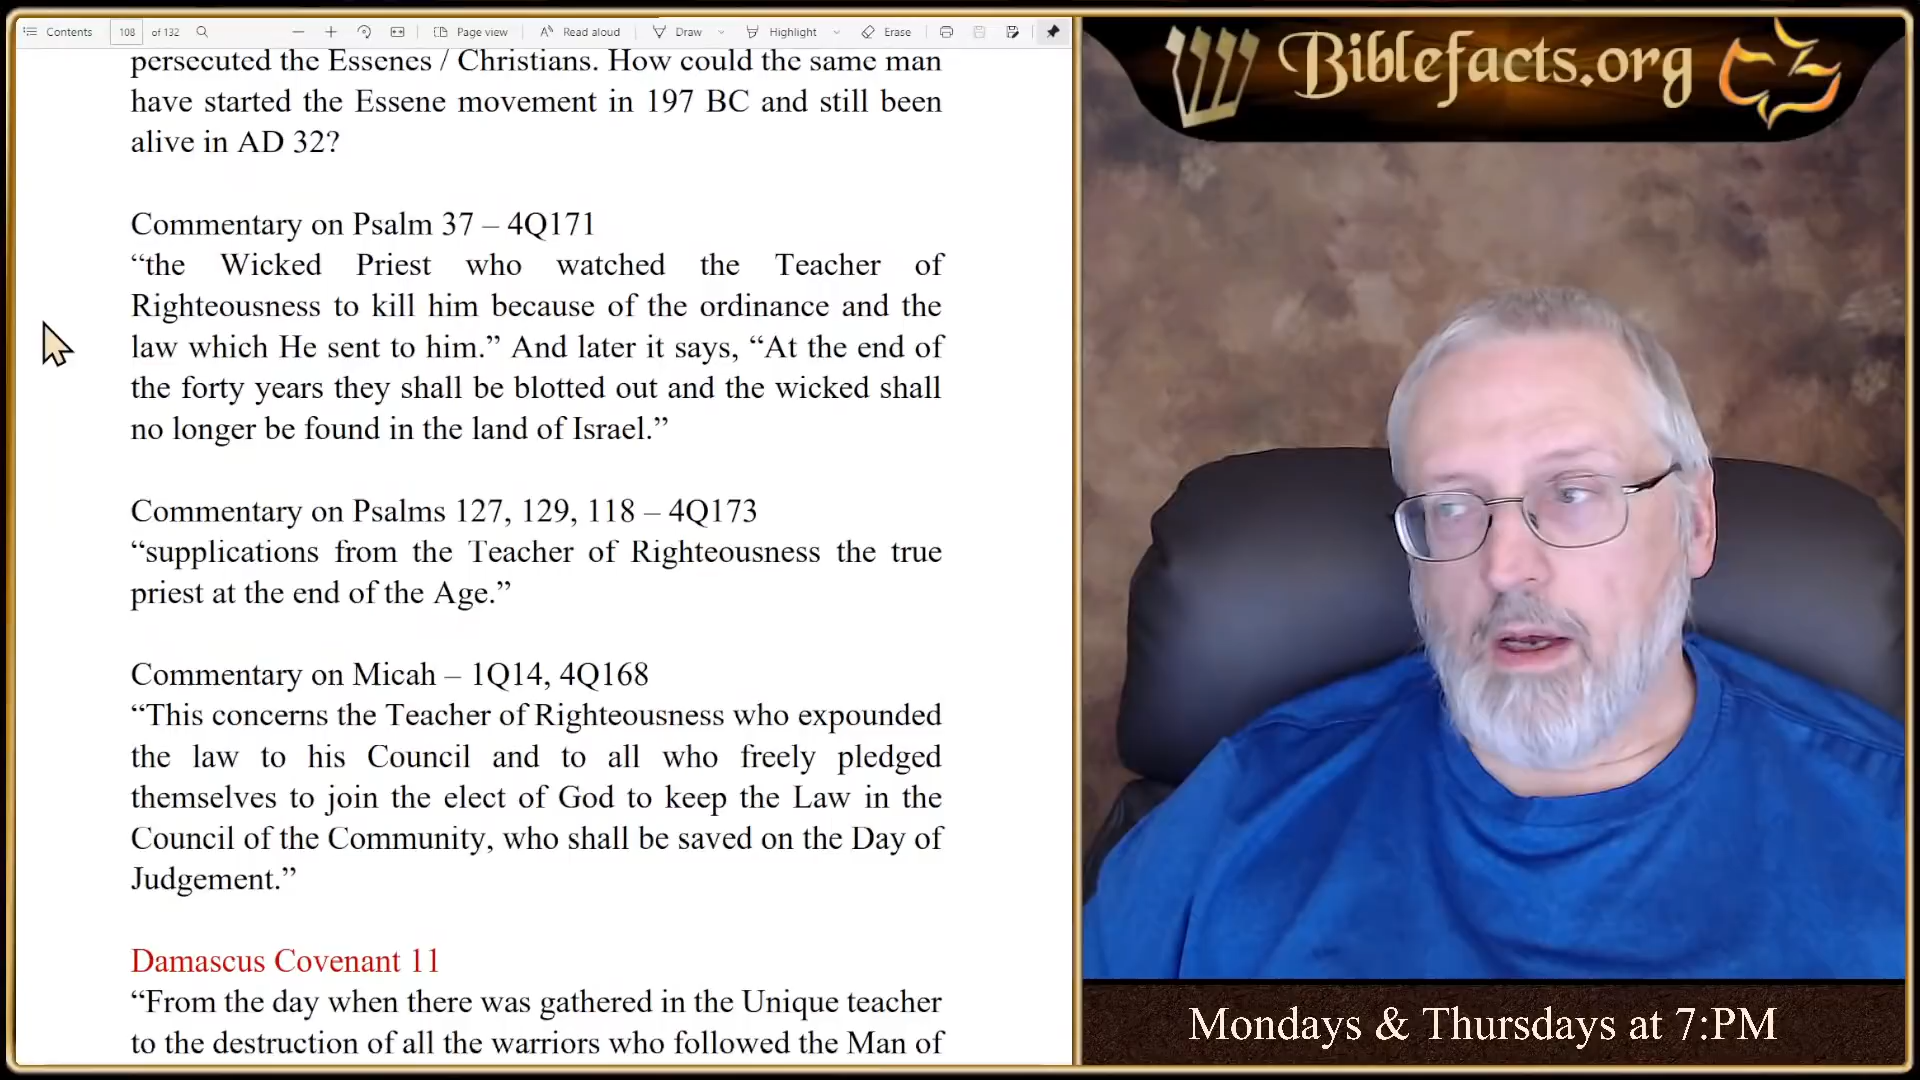 Contents 108 of 132 Page view Read aloud Draw Highlight Erase
persecuted the Essenes / Christians. How could the same man
have started the Essene movement in 197 BC and still been
alive in AD 32?
Commentary on Psalm 37 – 4Q171
“the Wicked Priest who watched the Teacher of
Righteousness to kill him because of the ordinance and the
law which He sent to him.” And later it says, “At the end of
the forty years they shall be blotted out and the wicked shall
no longer be found in the land of Israel.”
Commentary on Psalms 127, 129, 118 – 4Q173
“supplications from the Teacher of Righteousness the true
priest at the end of the Age.”
Commentary on Micah – 1Q14, 4Q168
“This concerns the Teacher of Righteousness who expounded
the law to his Council and to all who freely pledged
themselves to join the elect of God to keep the Law in the
Council of the Community, who shall be saved on the Day of
Judgement.”
Damascus Covenant 11
“From the day when there was gathered in the Unique teacher
to the destruction of all the warriors who followed the Man of
Biblefacts.org
Mondays & Thursdays at 7:PM